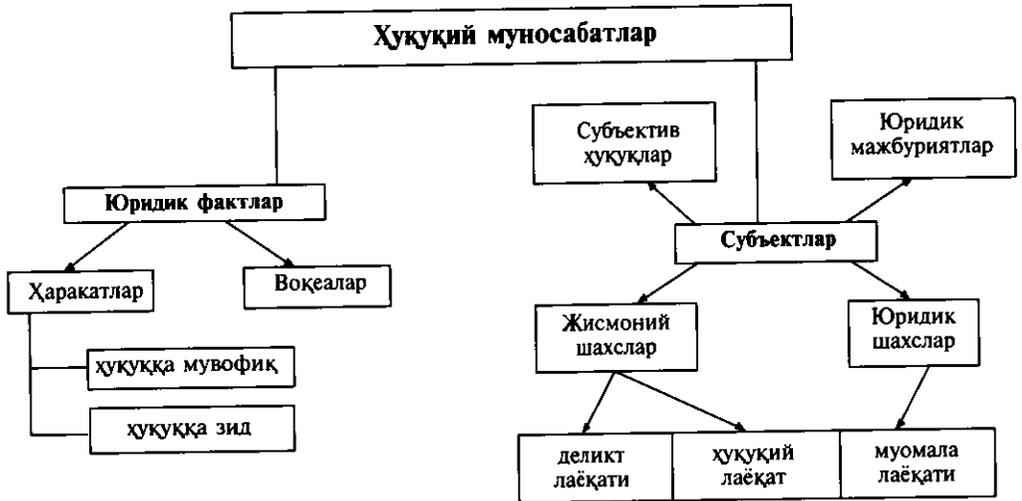 Ҳуқуқий муносабатлар
Субъектив
ҳуқуқлар
Юридик
мажбуриятлар
Юридик фактлар
Субъектлар
Ҳаракатлар
Воқеалар
Жисмоний
шахслар
Юридик
шахслар
ҳуқуққа мувофиқ
ҳуқуққа зид
деликт
лаёқати
ҳуқуқий
лаёқат
муомала
лаёқати